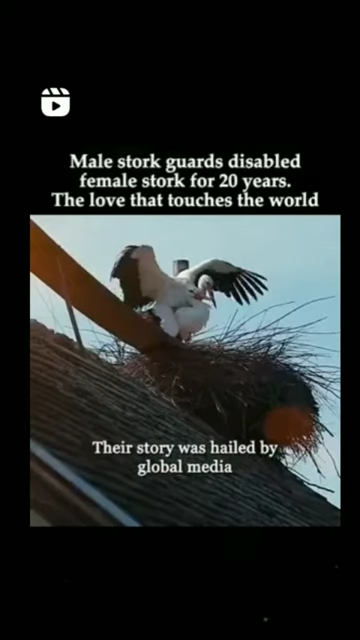 Male stork guards disabled
female stork for 20 years.
The love that touches the world
Their story was hailed by
global media